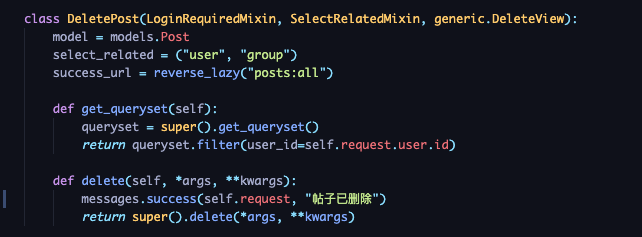 class DeletePost(LoginRequiredMixin, SelectRelatedMixin, generic.DeleteView):
    model = models.Post
    select_related = ("user", "group")
    success_url = reverse_lazy("posts:all")

    def get_queryset(self):
        queryset = super().get_queryset()
        return queryset.filter(user_id=self.request.user.id)

    def delete(self, *args, **kwargs):
        messages.success(self.request, "帖子已删除")
        return super().delete(*args, **kwargs)